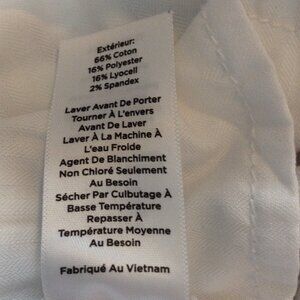 Extérieur:
66% Coton
16% Polyester
16% Lyocell
2% Spandex
Laver Avant De Porter
Tourner À L'envers
Avant De Laver
Laver À La Machine À
L'eau Froide
Agent De Blanchiment
Non Chloré Seulement
Au Besoin
Sécher Par Culbutage À
Basse Température
Repasser À
Température Moyenne
Au Besoin
Fabriqué Au Vietnam